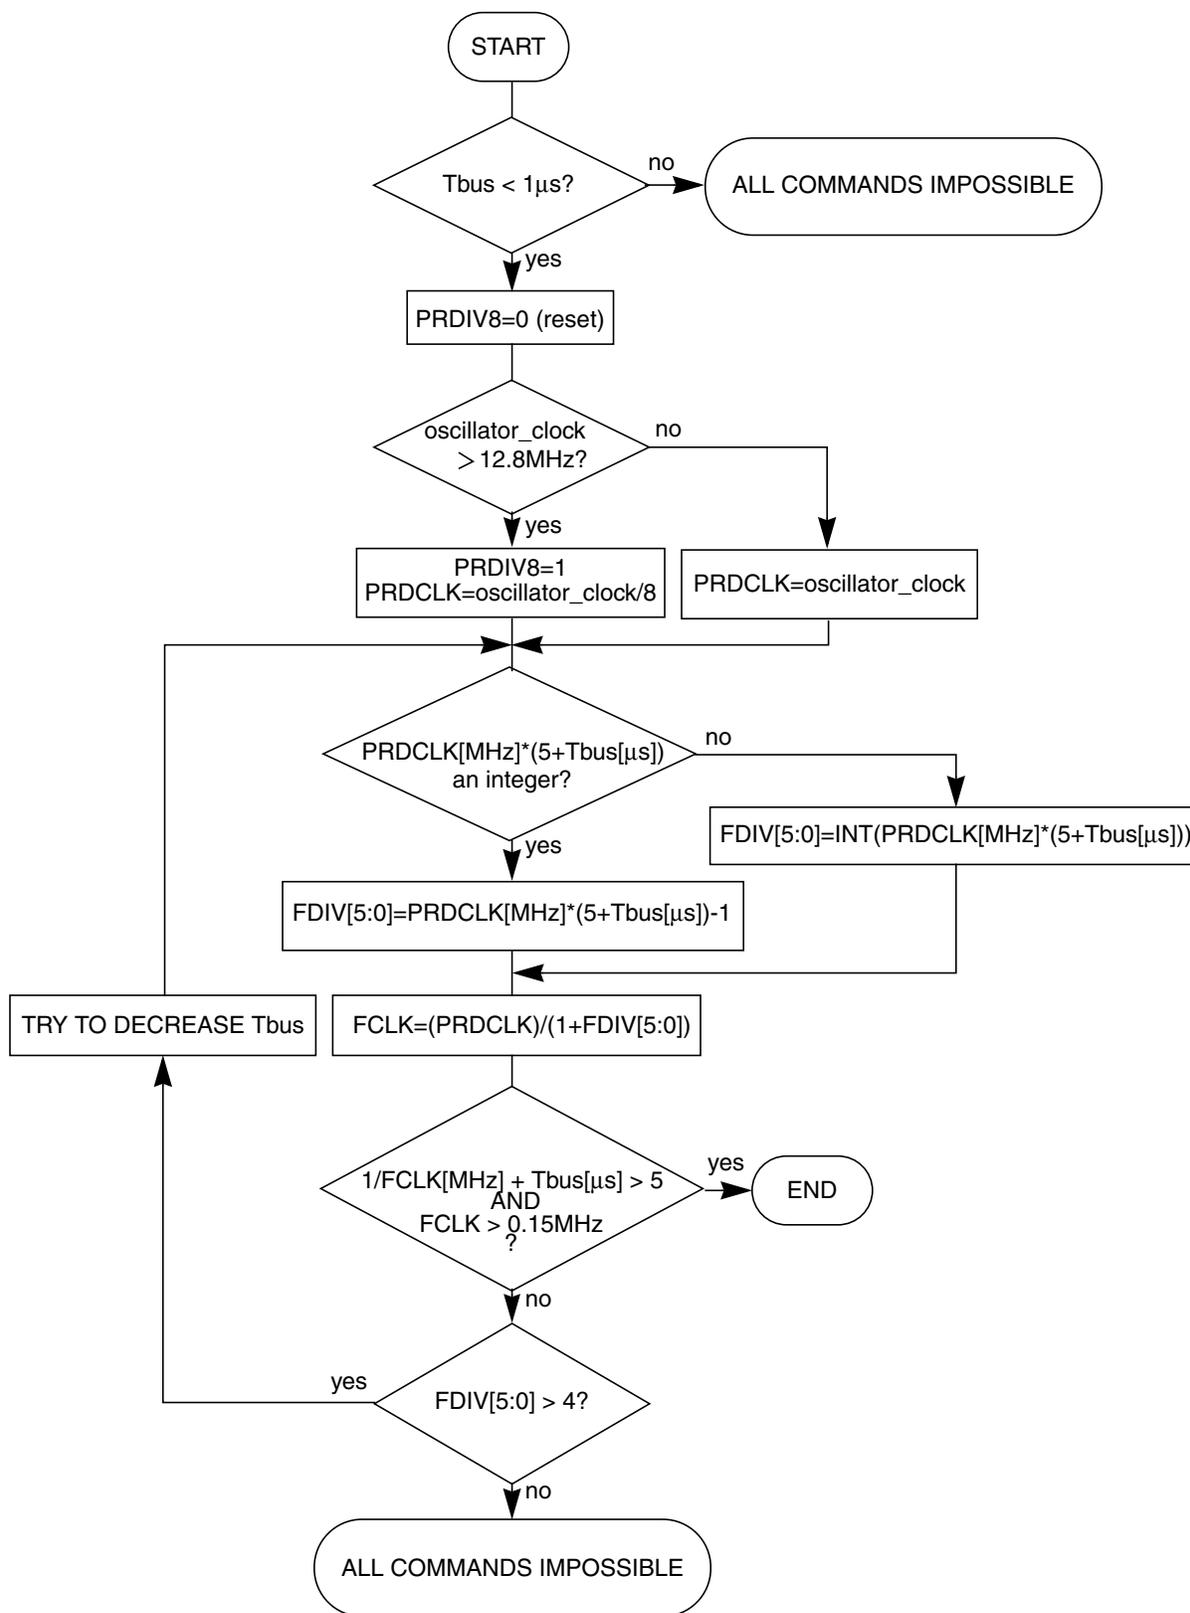 START
Tbus < 1μs?
no
ALL COMMANDS IMPOSSIBLE
yes
PRDIV8=0 (reset)
oscillator_clock
> 12.8MHz?
no
yes
PRDIV8=1
PRDCLK=oscillator_clock/8
PRDCLK=oscillator_clock
PRDCLK[MHz]*(5+Tbus[μs])
an integer?
no
yes
FDIV[5:0]=INT(PRDCLK[MHz]*(5+Tbus[μs]))
FDIV[5:0]=PRDCLK[MHz]*(5+Tbus[μs])-1
TRY TO DECREASE Tbus
FCLK=(PRDCLK)/(1+FDIV[5:0])
1/FCLK[MHz] + Tbus[μs] > 5
AND
FCLK > 0.15MHz
?
yes
END
no
yes
FDIV[5:0] > 4?
no
ALL COMMANDS IMPOSSIBLE